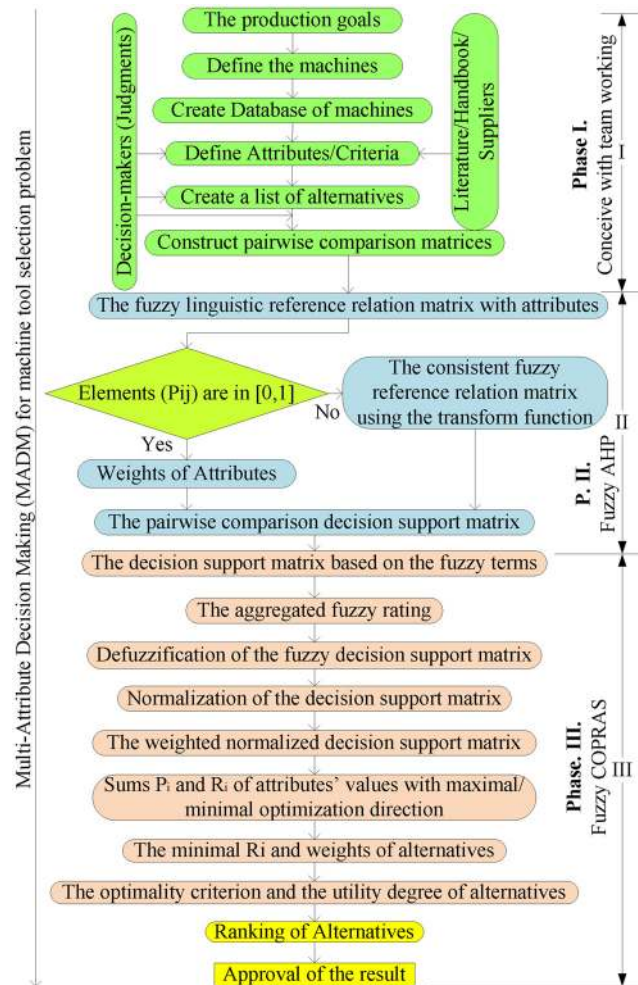 The production goals
Define the machines
Create Database of machines
Define Attributes/Criteria
Create a list of alternatives
Construct pairwise comparison matrices
Decision-makers (Judgments)
Literature/Handbook/
Suppliers
Phase I.
Conceive with team working
I
The fuzzy linguistic reference relation matrix with attributes
Elements (Pij) are in [0,1]
No
Yes
The consistent fuzzy
reference relation matrix
using the transform function
Weights of Attributes
The pairwise comparison decision support matrix
P. II.
Fuzzy AHP
II
The decision support matrix based on the fuzzy terms
The aggregated fuzzy rating
Defuzzification of the fuzzy decision support matrix
Normalization of the decision support matrix
The weighted normalized decision support matrix
Sums Pi and Ri of attributes’ values with maximal/
minimal optimization direction
The minimal Ri and weights of alternatives
The optimality criterion and the utility degree of alternatives
Ranking of Alternatives
Approval of the result
Phase. III.
Fuzzy COPRAS
III
Multi-Attribute Decision Making (MADM) for machine tool selection problem